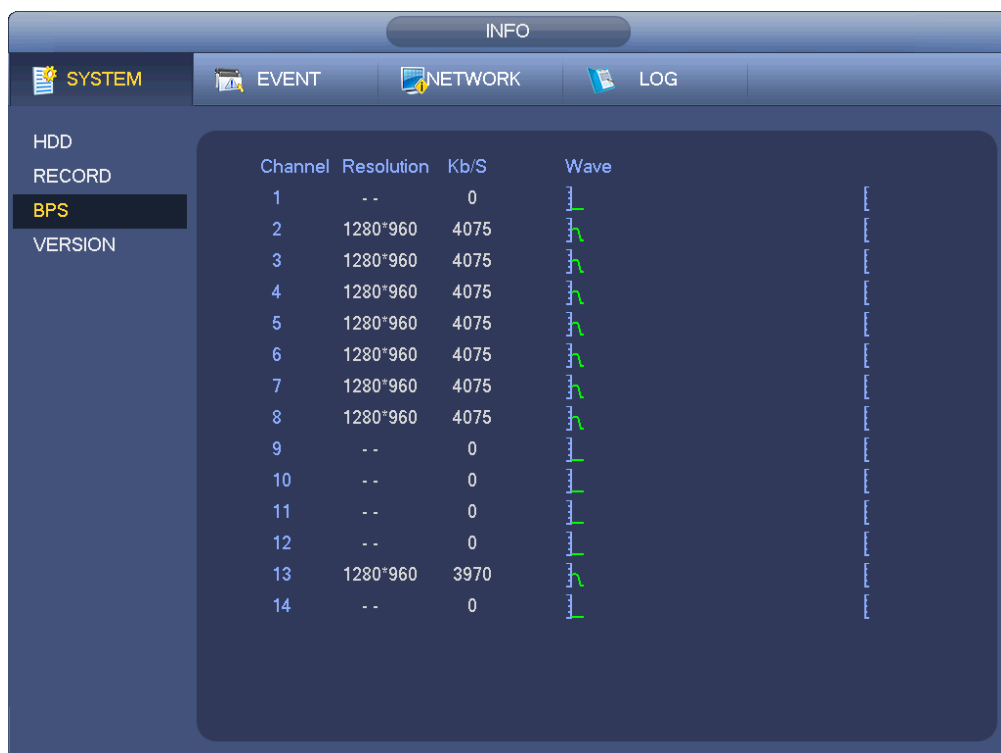 INFO
SYSTEM EVENT NETWORK LOG
HDD
RECORD
BPS
VERSION
Channel Resolution Kb/S Wave
1 - - 0
2 1280*960 4075
3 1280*960 4075
4 1280*960 4075
5 1280*960 4075
6 1280*960 4075
7 1280*960 4075
8 1280*960 4075
9 - - 0
10 - - 0
11 - - 0
12 - - 0
13 1280*960 3970
14 - - 0